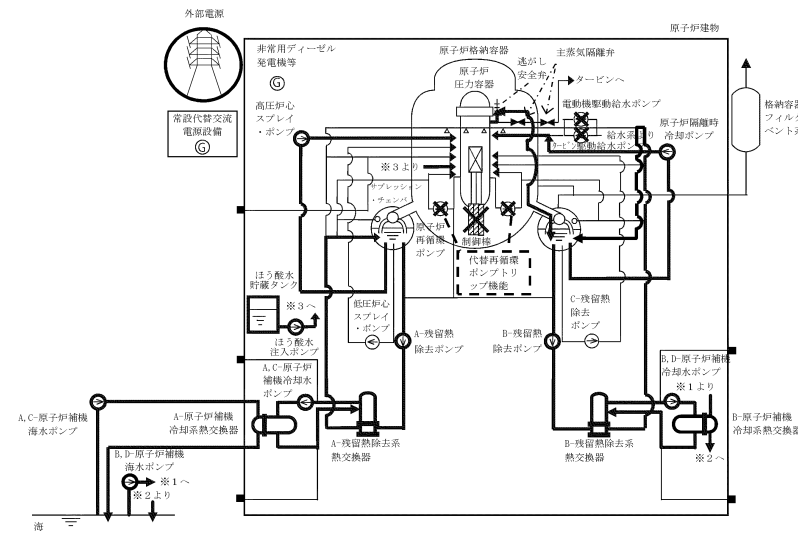 外部電源
原子炉建物
非常用ディーゼル
発電機等
G
原子炉格納容器
原子炉
圧力容器
逃がし
安全弁
主蒸気隔離弁
タービンへ
電動機駆動給水ポンプ
給水系より
タービン駆動給水ポンプ
原子炉隔離時
冷却ポンプ
格納容器
フィルタ
ベント系
常設代替交流
電源設備
G
高圧炉心
スプレイ
・ポンプ
※3より
サプレッション
・チェンバ
原子炉
再循環
ポンプ
制御棒
代替再循環
ポンプトリ
ップ機能
ほう酸水
貯蔵タンク
※3へ
ほう酸水
注入ポンプ
低圧炉心
スプレイ
・ポンプ
A-残留熱
除去ポンプ
B-残留熱
除去ポンプ
C-残留熱
除去
ポンプ
A,C-原子炉
補機冷却水
ポンプ
B,D-原子炉補機
冷却水ポンプ
※1より
A,C-原子炉補機
海水ポンプ
A-原子炉補機
冷却系熱交換器
A-残留熱除去系
熱交換器
B-残留熱除去系
熱交換器
B-原子炉補機
冷却系熱交換器
※2へ
B,D-原子炉補機
海水ポンプ
※1へ
※2より
海